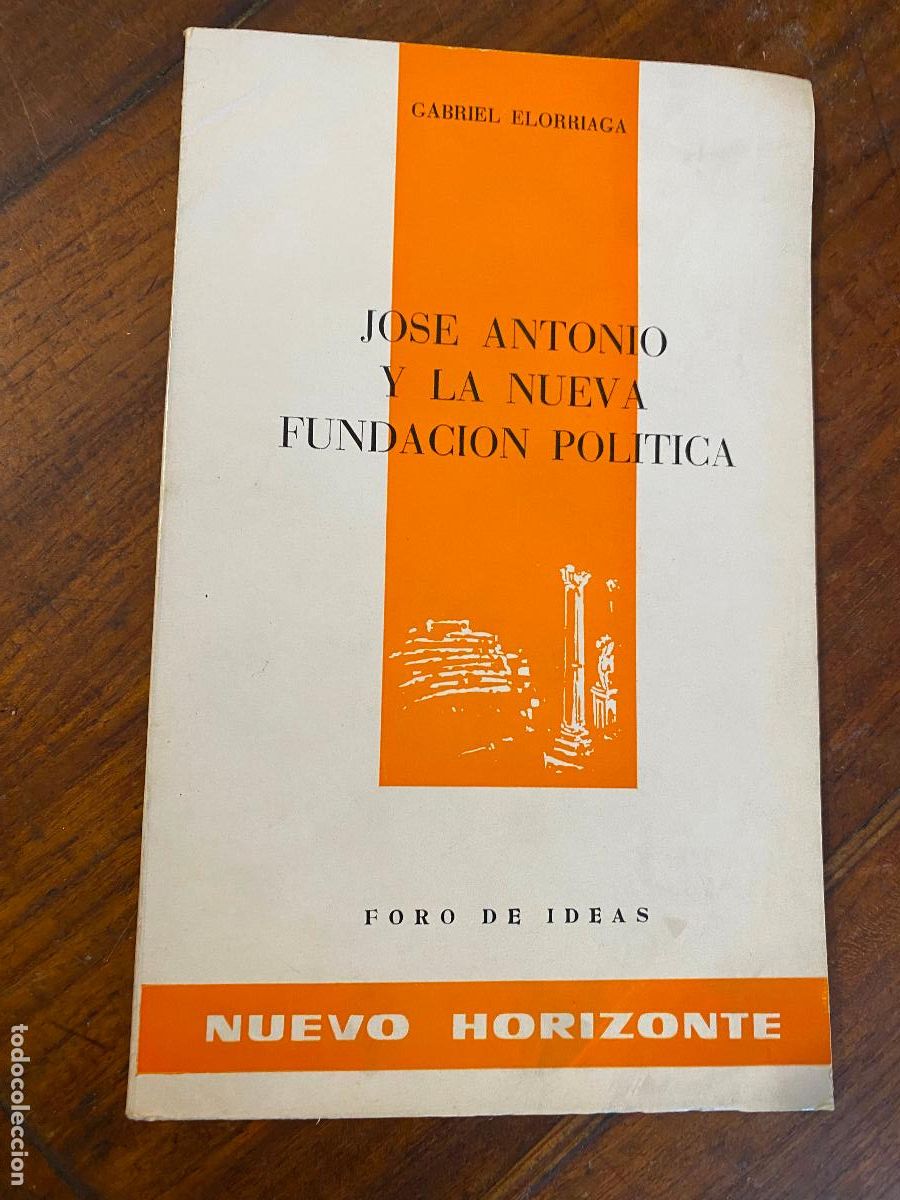 GABRIEL ELORRIAGA
JOSE ANTONIO
Y LA NUEVA
FUNDACION POLITICA
FORO DE IDEAS
NUEVO HORIZONTE
todocoleccion